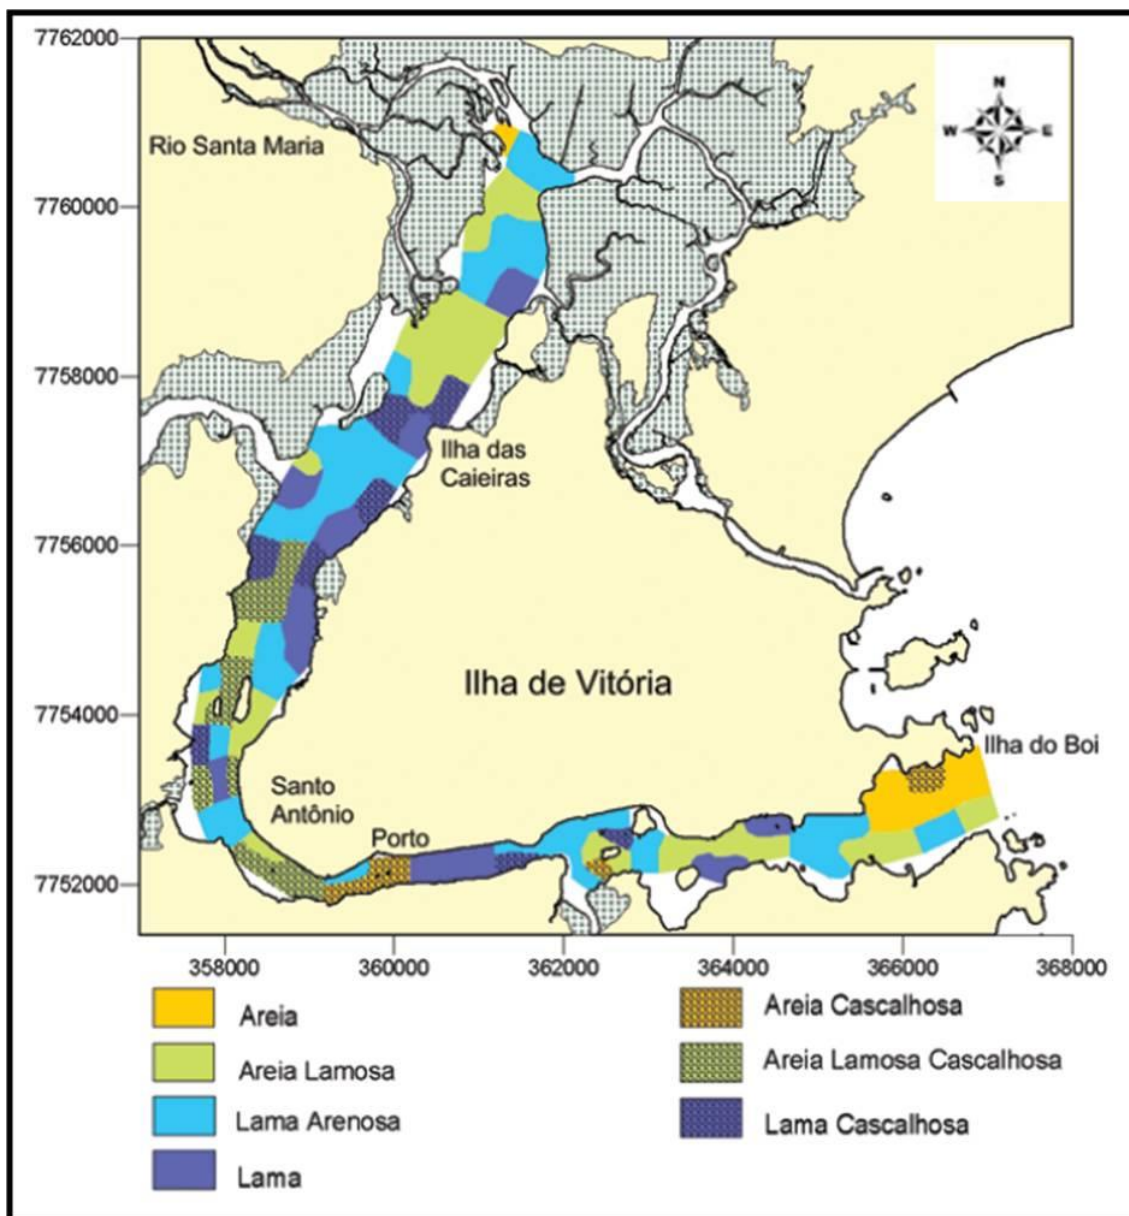 7762000
N
W
E
S
Rio Santa Maria
7760000
7758000
Ilha das
Caieiras
7756000
Ilha de Vitória
7754000
Ilha do Boi
Santo
Antônio
Porto
7752000
358000
360000
362000
364000
366000
368000
Areia
Areia Lamosa
Lama Arenosa
Lama
Areia Cascalhosa
Areia Lamosa Cascalhosa
Lama Cascalhosa